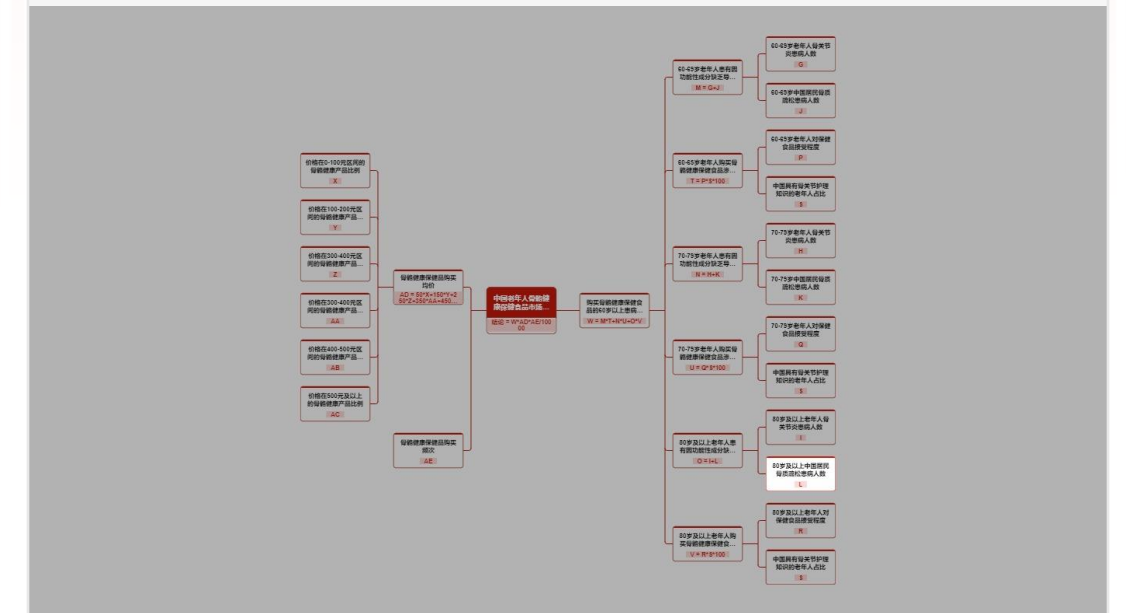 价格在0-100元区间的
骨骼健康产品比例
X
价格在100-200元区
间的骨骼健康产品...
Y
价格在300-400元区
间的骨骼健康产品...
Z
价格在300-400元区
间的骨骼健康产品...
AA
价格在400-500元区
间的骨骼健康产品...
AB
价格在500元及以上
的骨骼健康产品比例
AC
骨骼健康保健品购买
均价
AD = 50*X+150*Y+2
50*Z+350*AA+450...
骨骼健康保健品购买
频次
AE
中国老年人骨骼健
康保健食品市场...
结论 = W*AD*AE/100
00
购买骨骼健康保健食
品的60岁以上患病...
W = M*T+N*U+O*V
60-69岁老年人患有因
功能性成分缺乏导...
M = G+J
60-69岁老年人购买骨
骼健康保健食品渗...
T = P*S*100
70-79岁老年人患有因
功能性成分缺乏导...
N = H+K
70-79岁老年人购买骨
骼健康保健食品渗...
U = Q*S*100
80岁及以上老年人患
有因功能性成分缺...
O = I+L
80岁及以上老年人购
买骨骼健康保健食...
V = R*S*100
60-69岁老年人骨关节
炎患病人数
G
60-69岁中国居民骨质
疏松患病人数
J
60-69岁老年人对保健
食品接受程度
P
中国具有骨关节护理
知识的老年人占比
S
70-79岁老年人骨关节
炎患病人数
H
70-79岁中国居民骨质
疏松患病人数
K
70-79岁老年人对保健
食品接受程度
Q
中国具有骨关节护理
知识的老年人占比
S
80岁及以上老年人骨
关节炎患病人数
I
80岁及以上中国居民
骨质疏松患病人数
L
80岁及以上老年人对
保健食品接受程度
R
中国具有骨关节护理
知识的老年人占比
S